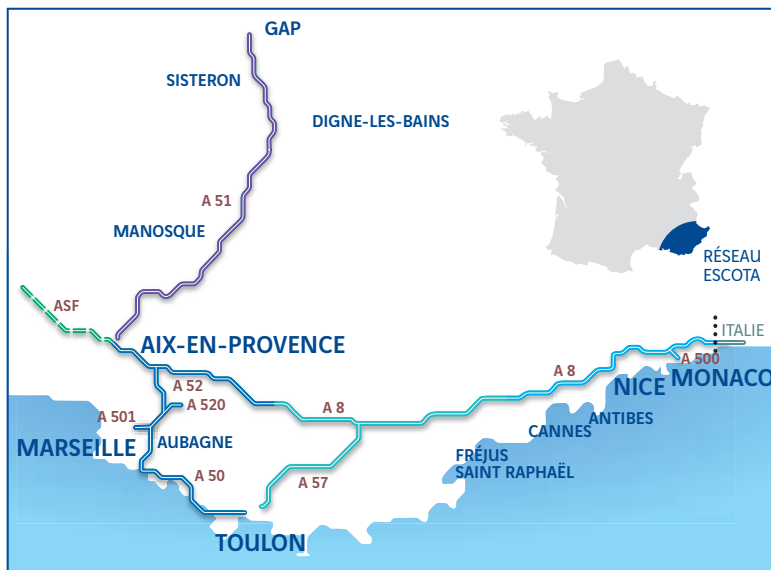 GAP
SISTERON
DIGNE-LES-BAINS
A 51
MANOSQUE
RÉSEAU
ESCOTA
ASF
ITALIE
AIX-EN-PROVENCE
A 500
A 8
A 52
NICE
MONACO
A 520
A 8
A 501
ANTIBES
CANNES
MARSEILLE
AUBAGNE
FRÉJUS
SAINT RAPHAËL
A 50
A 57
TOULON